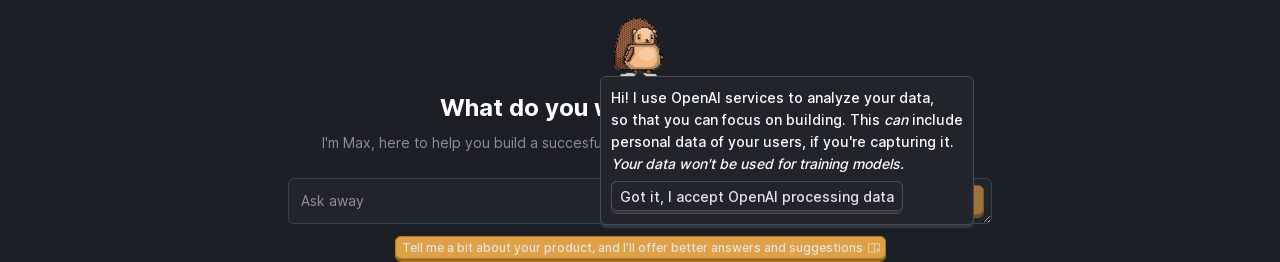 What do you
I'm Max, here to help you build a
Hi! I use OpenAI services to analyze your data,
so that you can focus on building. This can include
personal data of your users, if you're capturing it.
Your data won't be used for training models.
Got it, I accept OpenAI processing data
Ask away
Tell me a bit about your product, and I'll offer better answers and suggestions